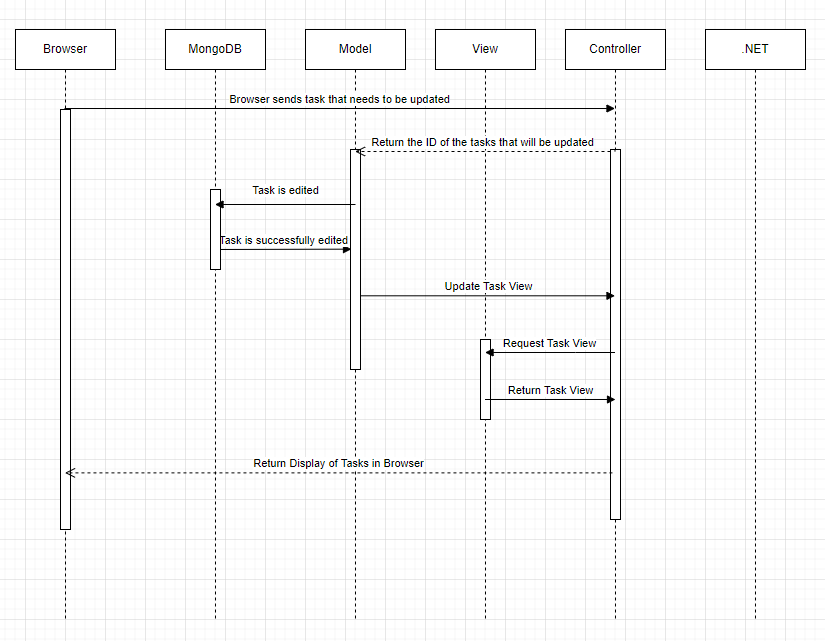 Browser
MongoDB
Model
View
Controller
.NET
Browser sends task that needs to be updated
Return the ID of the tasks that will be updated
Task is edited
Task is successfully edited
Update Task View
Request Task View
Return Task View
Return Display of Tasks in Browser